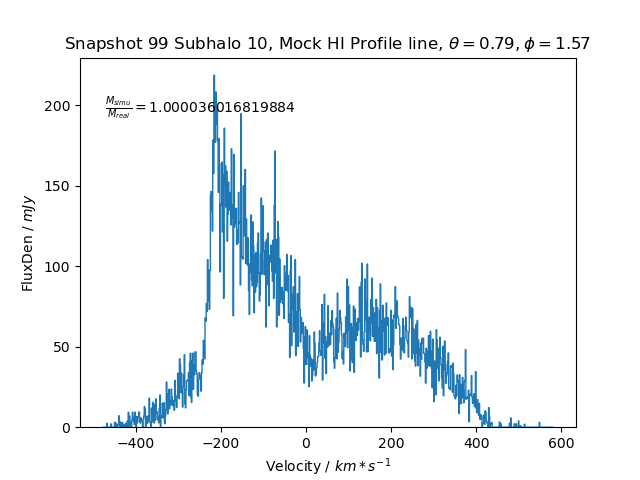 Snapshot 99 Subhalo 10, Mock HI Profile line, θ = 0.79, ϕ = 1.57
M_simu/M_real = 1.000036016819884
FluxDen / mJy
200
150
100
50
0
−400 −200 0 200 400 600
Velocity / km * s⁻¹